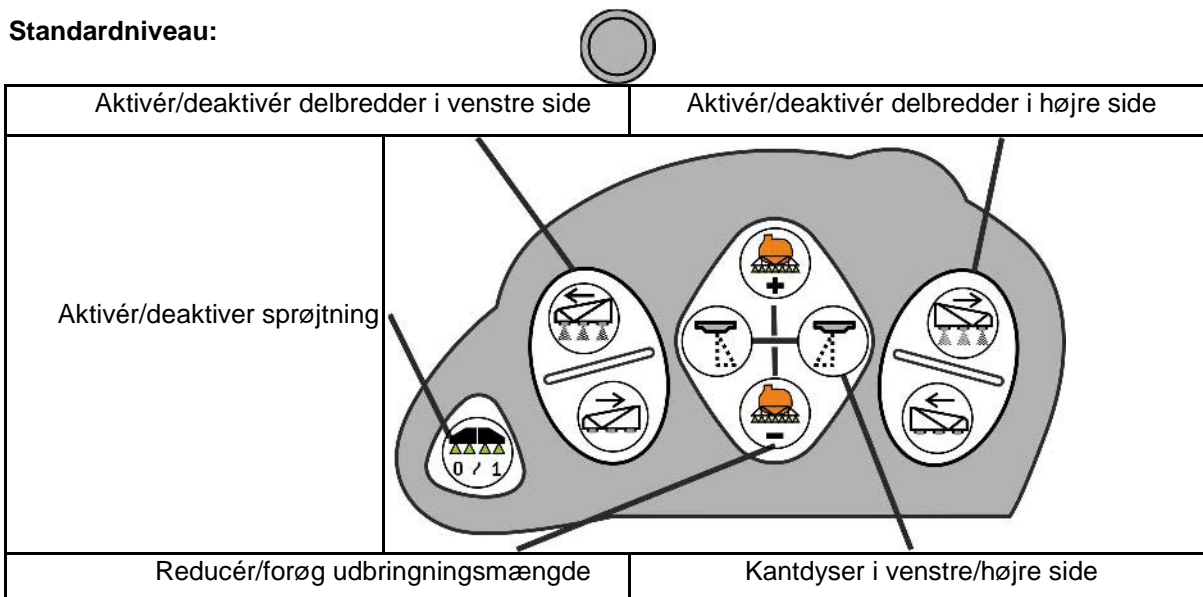 Standardniveau:
Aktivér/deaktivér delbredder i venstre side
Aktivér/deaktivér delbredder i højre side
Aktivér/deaktiver sprøjtning
+
-
0 / 1
Reducér/forøg udbringningsmængde
Kantdyser i venstre/højre side